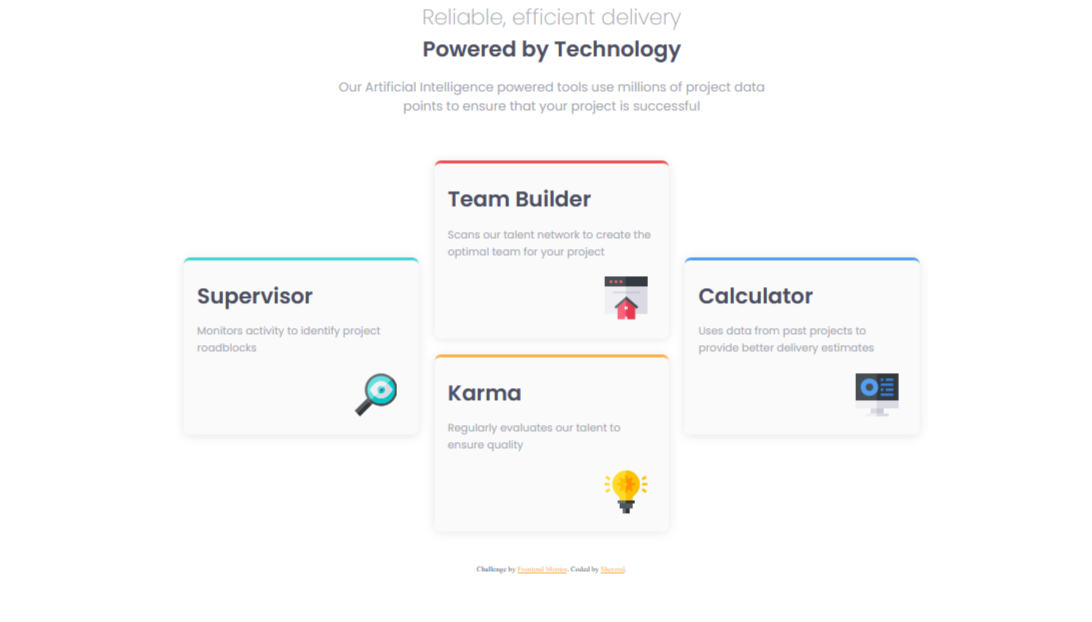 Reliable, efficient delivery
Powered by Technology
Our Artificial Intelligence powered tools use millions of project data
points to ensure that your project is successful
Team Builder
Scans our talent network to create the
optimal team for your project
Supervisor
Monitors activity to identify project
roadblocks
Calculator
Uses data from past projects to
provide better delivery estimates
Karma
Regularly evaluates our talent to
ensure quality
Challenge by Frontend Mentor. Coded by